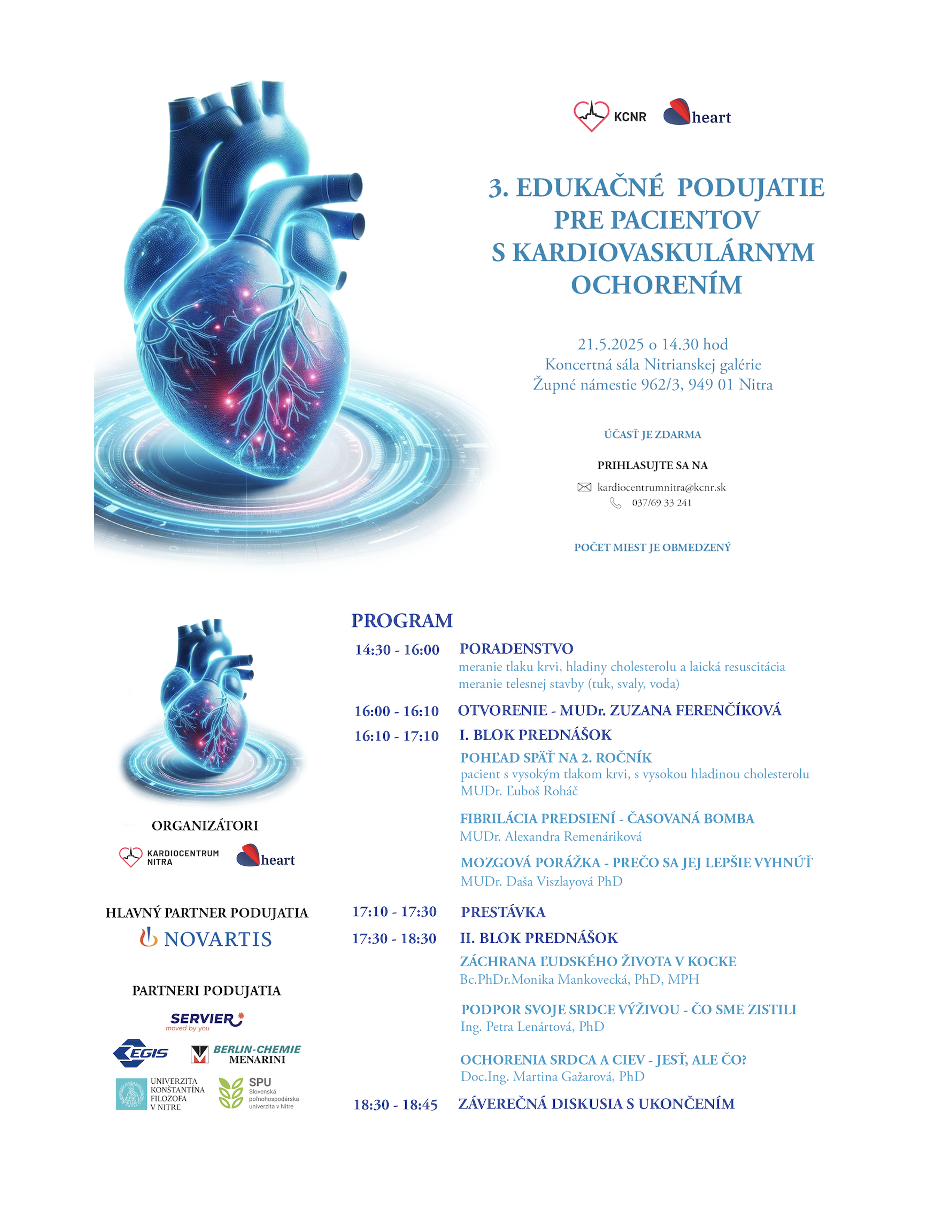 KCNR heart
3. EDUKAČNÉ PODUJATIE
PRE PACIENTOV
S KARDIOVASKULÁRNYM
OCHORENÍM
21.5.2025 o 14.30 hod
Koncertná sála Nitrianskej galérie
Župné námestie 962/3, 949 01 Nitra
ÚČASŤ JE ZDARMA
PRIHLASUJTE SA NA
kardiocentrumnitra@kcnr.sk
037/69 33 241
POČET MIEST JE OBMEDZENÝ
PROGRAM
14:30 - 16:00 PORADENSTVO
meranie tlaku krvi, hladiny cholesterolu a laická resuscitácia
meranie telesnej stavby (tuk, svaly, voda)
16:00 - 16:10 OTVORENIE - MUDr. ZUZANA FERENČÍKOVÁ
16:10 - 17:10 I. BLOK PREDNÁŠOK
POHĽAD SPÄŤ NA 2. ROČNÍK
pacient s vysokým tlakom krvi, s vysokou hladinou cholesterolu
MUDr. Ľuboš Roháč
FIBRILÁCIA PREDSIENÍ - ČASOVANÁ BOMBA
MUDr. Alexandra Remenáriková
MOZGOVÁ PORÁŽKA - PREČO SA JEJ LEPŠIE VYHNÚŤ
MUDr. Daša Viszlayová PhD
17:10 - 17:30 PRESTÁVKA
17:30 - 18:30 II. BLOK PREDNÁŠOK
ZÁCHRANA ĽUDSKÉHO ŽIVOTA V KOCKE
Bc.PhDr.Monika Mankovecká, PhD, MPH
PODPOR SVOJE SRDCE VÝŽIVOU - ČO SME ZISTILI
Ing. Petra Lenártová, PhD
OCHORENIA SRDCA A CIEV - JESŤ, ALE ČO?
Doc.Ing. Martina Gažarová, PhD
18:30 - 18:45 ZÁVEREČNÁ DISKUSIA S UKONČENÍM
ORGANIZÁTORI
KARDIOCENTRUM
NITRA
heart
HLAVNÝ PARTNER PODUJATIA
NOVARTIS
PARTNERI PODUJATIA
SERVIER
moved by you
EGIS
BERLIN-CHEMIE
MENARINI
UNIVERZITA
KONŠTANTÍNA
FILOZOFA
V NITRE
SPU
Slovenská
poľnohospodárska
univerzita v Nitre